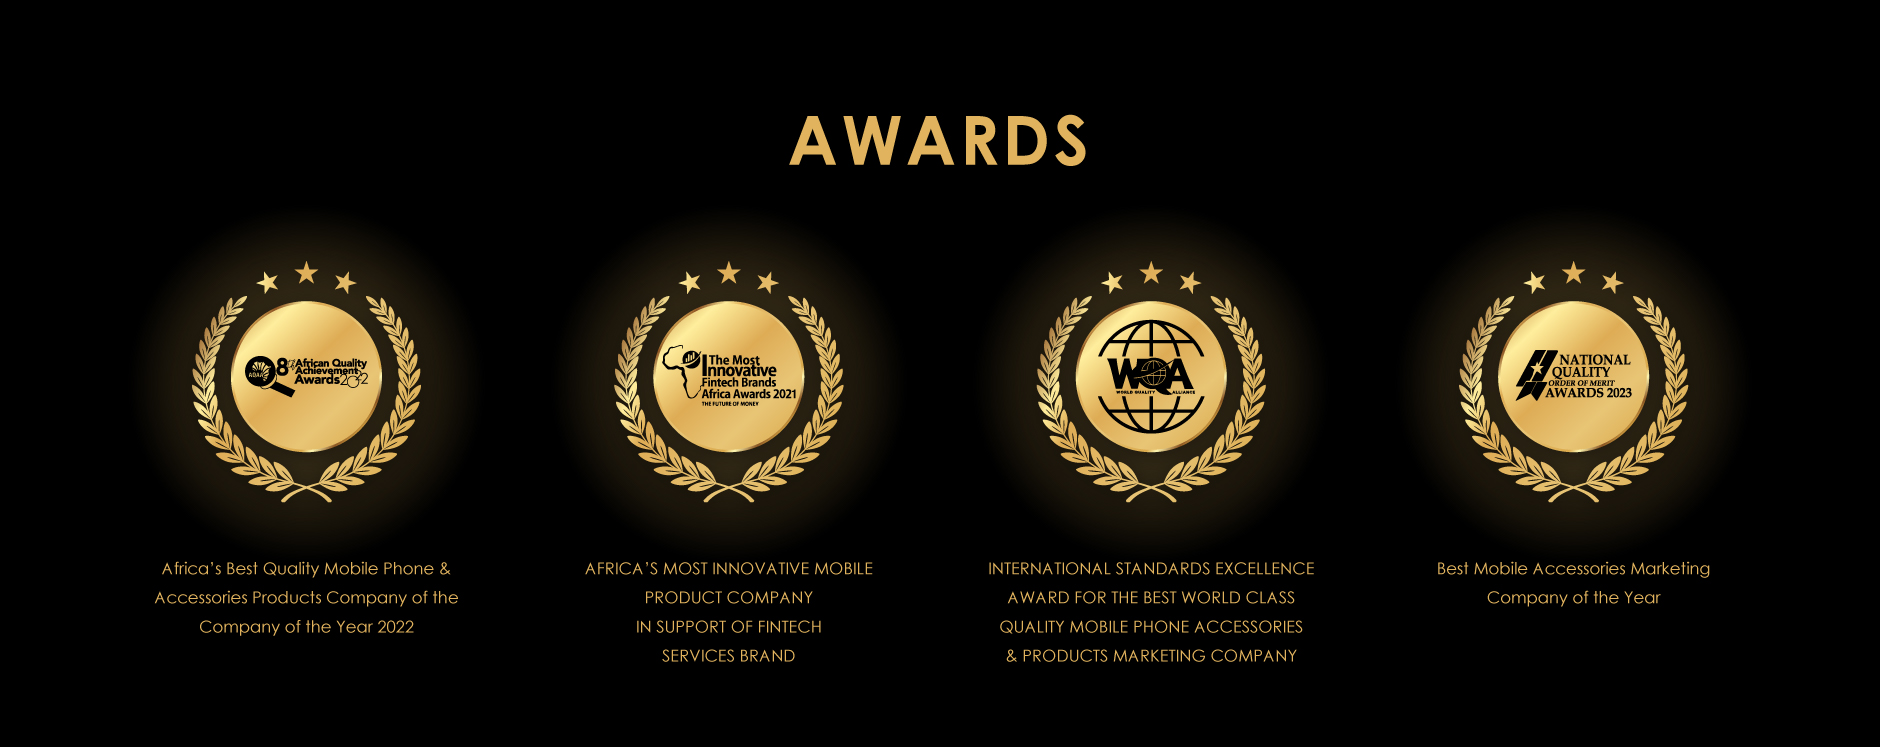 AWARDS
8th African Quality
Achievement
Awards 2022
The Most
Innovative
Fintech Brands
Africa Awards 2021
THE FUTURE OF MONEY
WQA
WORLD QUALITY ALLIANCE
NATIONAL
QUALITY
ORDER OF MERIT
AWARDS 2023
Africa’s Best Quality Mobile Phone &
Accessories Products Company of the
Company of the Year 2022
AFRICA’S MOST INNOVATIVE MOBILE
PRODUCT COMPANY
IN SUPPORT OF FINTECH
SERVICES BRAND
INTERNATIONAL STANDARDS EXCELLENCE
AWARD FOR THE BEST WORLD CLASS
QUALITY MOBILE PHONE ACCESSORIES
& PRODUCTS MARKETING COMPANY
Best Mobile Accessories Marketing
Company of the Year